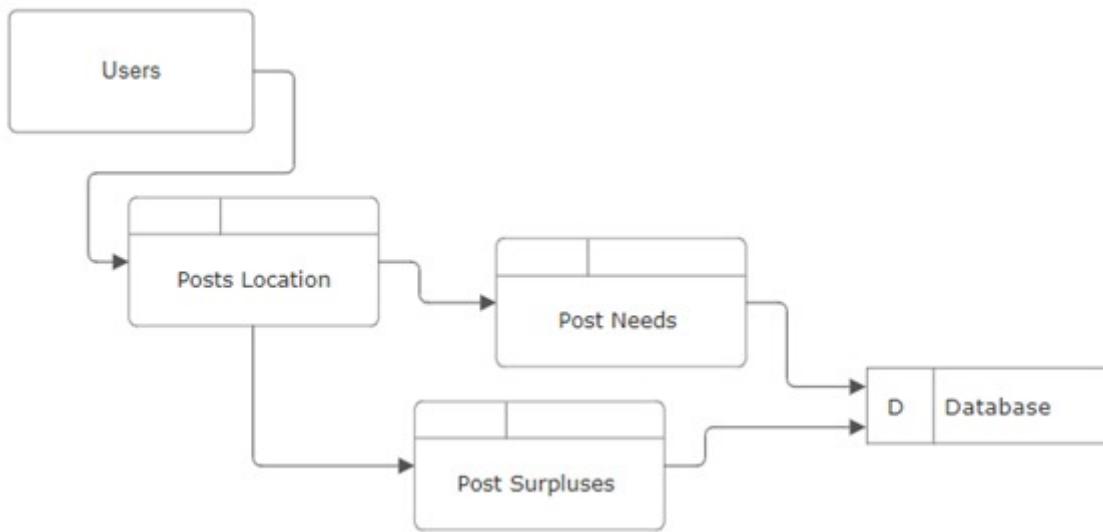 Users
Posts Location
Post Needs
D
Database
Post Surpluses